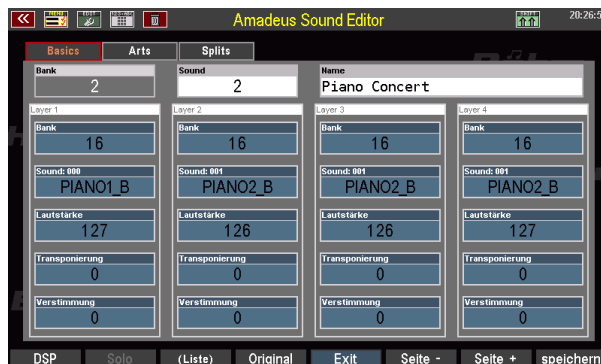 Amadeus Sound Editor
20:26:5
Basics Arts Splits
Bank Sound Name
2 2 Piano Concert
Layer 1 Layer 2 Layer 3 Layer 4
Bank Bank Bank Bank
16 16 16 16
Sound: 000 Sound: 001 Sound: 001 Sound: 001
PIANO1_B PIANO2_B PIANO2_B PIANO2_B
Lautstärke Lautstärke Lautstärke Lautstärke
127 126 126 127
Transponierung Transponierung Transponierung Transponierung
0 0 0 0
Verstimmung Verstimmung Verstimmung Verstimmung
0 0 0 0
DSP Solo (Liste) Original Exit Seite - Seite + speichern